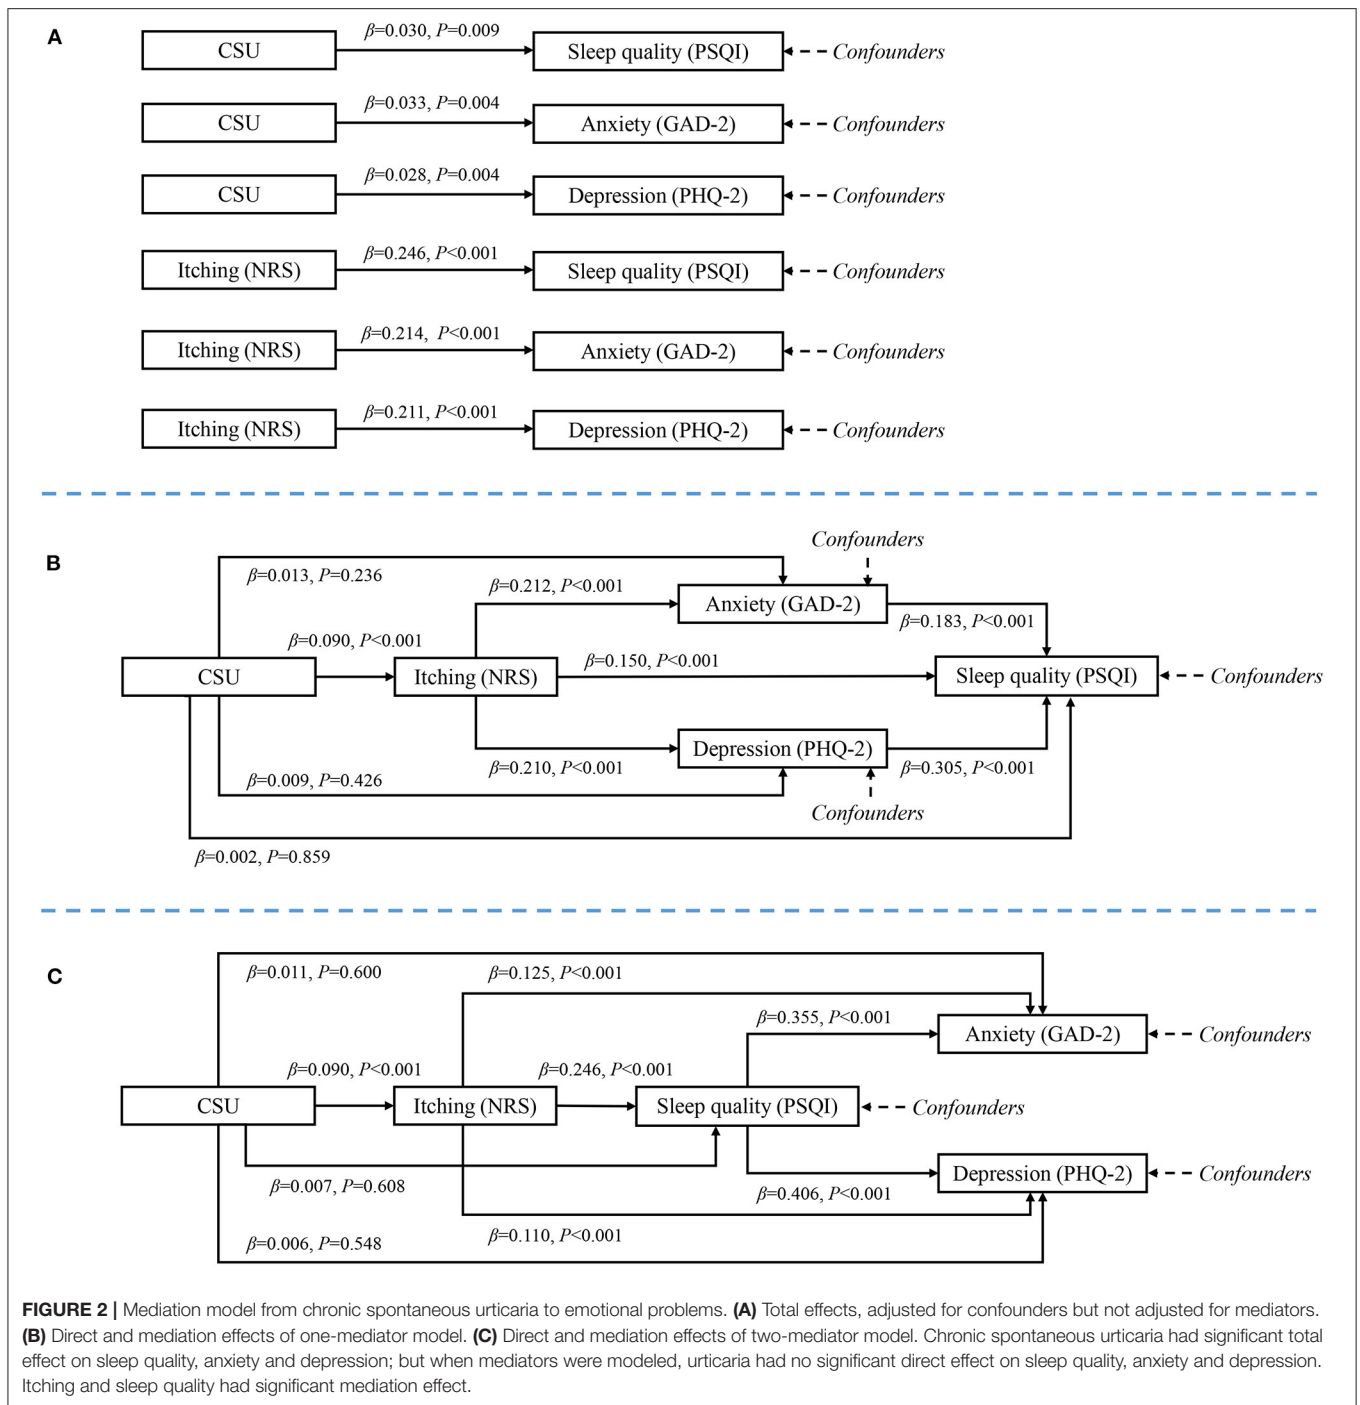 A
β=0.030, P=0.009
CSU
Sleep quality (PSQI)
Confounders
β=0.033, P=0.004
CSU
Anxiety (GAD-2)
Confounders
β=0.028, P=0.004
CSU
Depression (PHQ-2)
Confounders
β=0.246, P<0.001
Itching (NRS)
Sleep quality (PSQI)
Confounders
β=0.214, P<0.001
Itching (NRS)
Anxiety (GAD-2)
Confounders
β=0.211, P<0.001
Itching (NRS)
Depression (PHQ-2)
Confounders
B
Confounders
β=0.013, P=0.236
β=0.212, P<0.001
Anxiety (GAD-2)
β=0.183, P<0.001
β=0.090, P<0.001
β=0.150, P<0.001
CSU
Itching (NRS)
Sleep quality (PSQI)
Confounders
Depression (PHQ-2)
β=0.009, P=0.426
β=0.210, P<0.001
β=0.305, P<0.001
Confounders
β=0.002, P=0.859
C
β=0.011, P=0.600
β=0.125, P<0.001
β=0.355, P<0.001
Anxiety (GAD-2)
Confounders
β=0.090, P<0.001
β=0.246, P<0.001
CSU
Itching (NRS)
Sleep quality (PSQI)
Confounders
Depression (PHQ-2)
Confounders
β=0.007, P=0.608
β=0.406, P<0.001
β=0.006, P=0.548
β=0.110, P<0.001
FIGURE 2 | Mediation model from chronic spontaneous urticaria to emotional problems. (A) Total effects, adjusted for confounders but not adjusted for mediators.
(B) Direct and mediation effects of one-mediator model. (C) Direct and mediation effects of two-mediator model. Chronic spontaneous urticaria had significant total
effect on sleep quality, anxiety and depression; but when mediators were modeled, urticaria had no significant direct effect on sleep quality, anxiety and depression.
Itching and sleep quality had significant mediation effect.